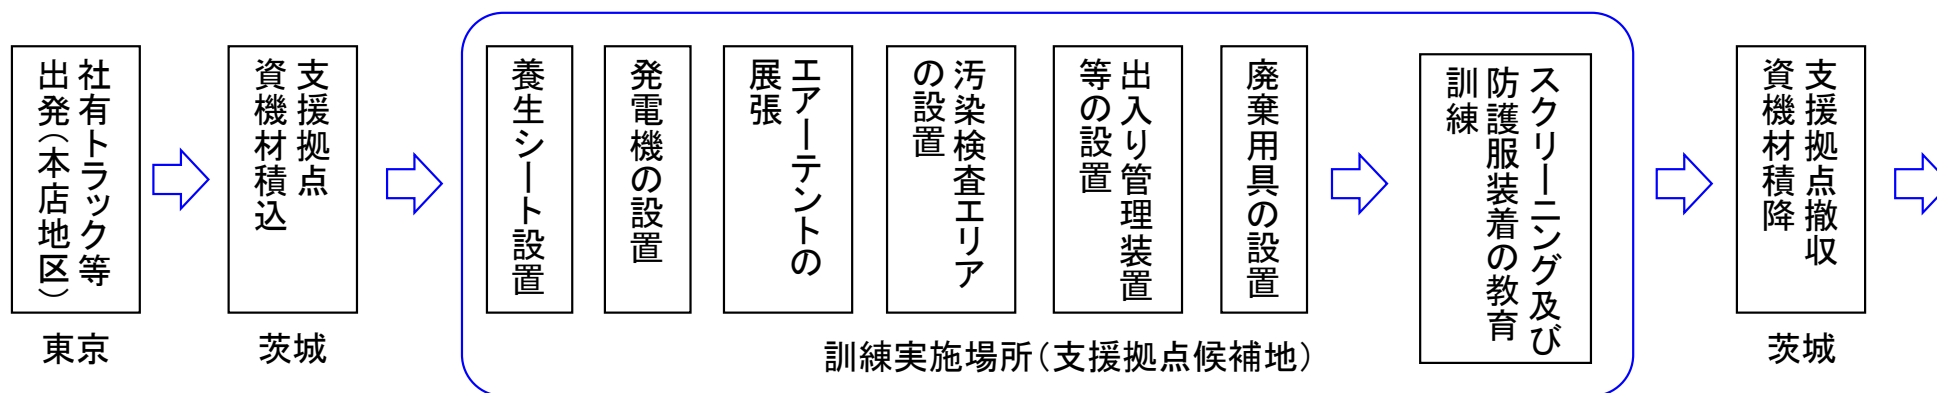 社有トラック等
出発（本店地区）
東京
支援拠点
資機材積込
茨城
養生シート設置
発電機の設置
エアーテントの
展張
汚染検査エリア
の設置
出入り管理装置
等の設置
廃棄用具の設置
スクリーニング及び
防護服装着の教育
訓練
訓練実施場所（支援拠点候補地）
支援拠点撤収
資機材積降
茨城